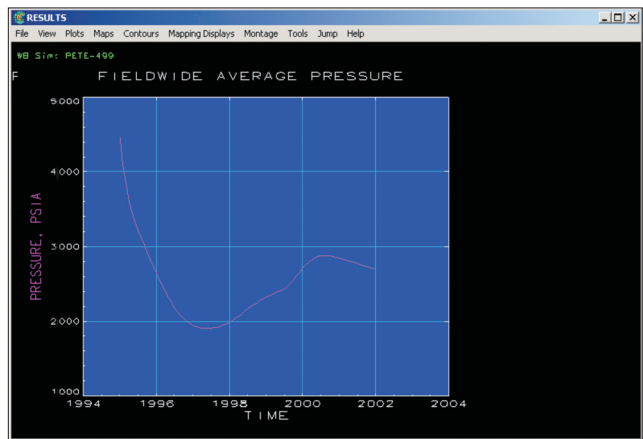 RESULTS
File View Plots Maps Contours Mapping Displays Montage Tools Jump Help
WB Sim: PETE-499
F FIELDWIDE AVERAGE PRESSURE
5000
4000
3000
2000
1000
PRESSURE, PSIA
1994 1996 1998 2000 2002 2004
TIME